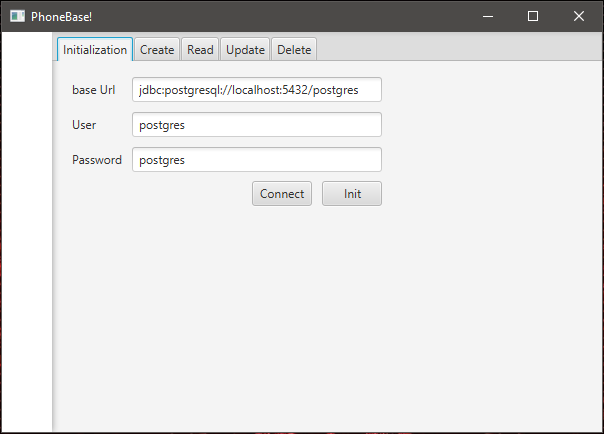 PhoneBase!
Initialization Create Read Update Delete
base Url jdbc:postgresql://localhost:5432/postgres
User postgres
Password postgres
Connect Init